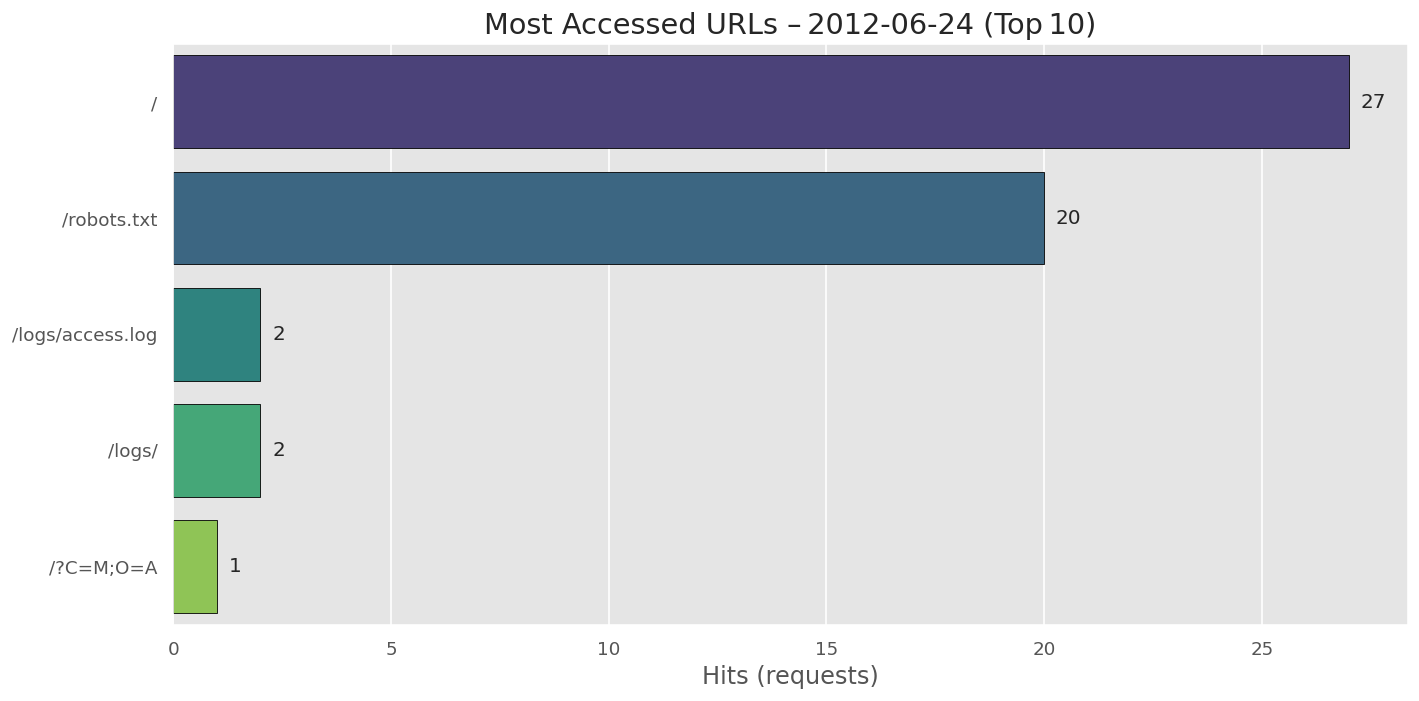 Most Accessed URLs – 2012-06-24 (Top 10)
/
27
/robots.txt
20
/logs/access.log
2
/logs/
2
/?C=M;O=A
1
0 5 10 15 20 25
Hits (requests)